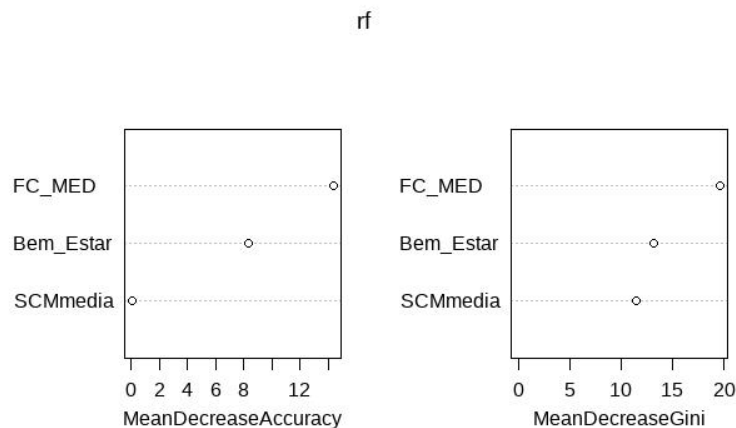 rf
FC_MED
Bem_Estar
SCMmedia
0 2 4 6 8 12
MeanDecreaseAccuracy
FC_MED
Bem_Estar
SCMmedia
0 5 10 15 20
MeanDecreaseGini